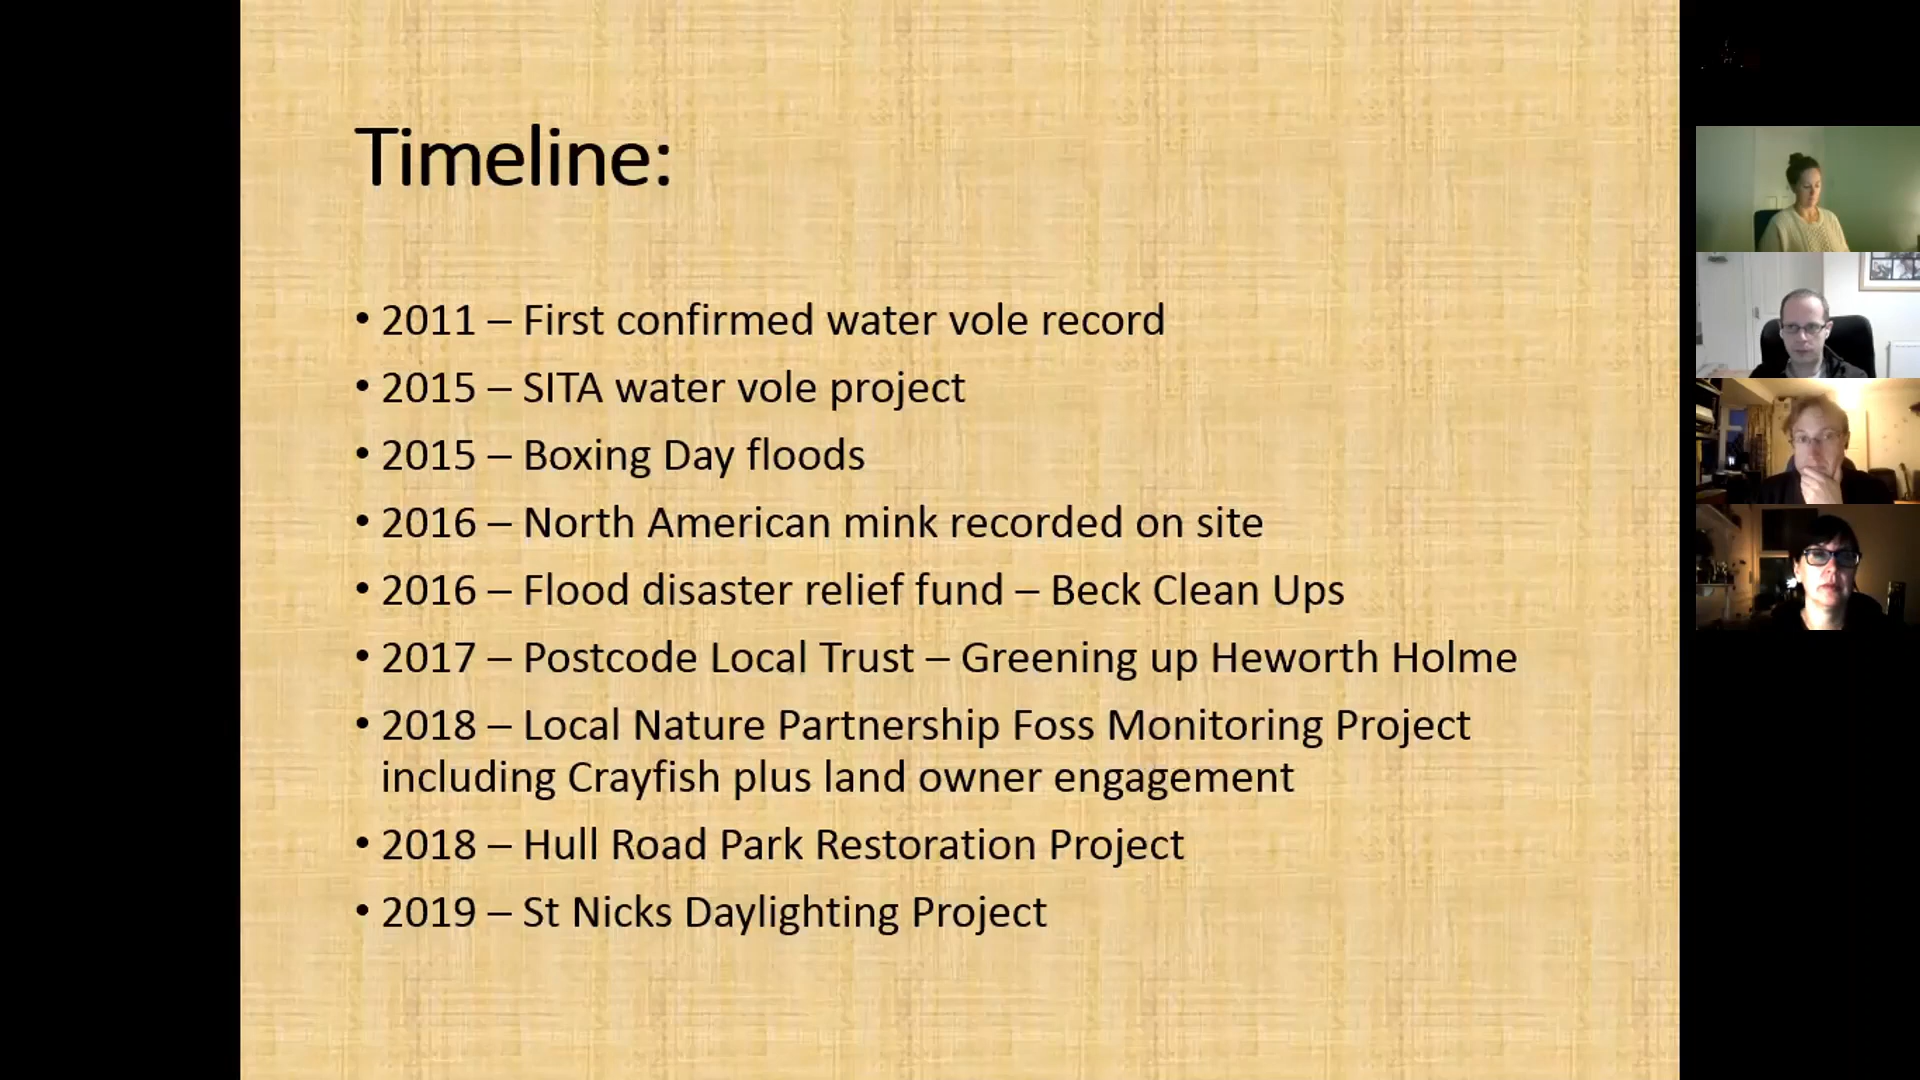 Timeline:
• 2011 – First confirmed water vole record
• 2015 – SITA water vole project
• 2015 – Boxing Day floods
• 2016 – North American mink recorded on site
• 2016 – Flood disaster relief fund – Beck Clean Ups
• 2017 – Postcode Local Trust – Greening up Heworth Holme
• 2018 – Local Nature Partnership Foss Monitoring Project
including Crayfish plus land owner engagement
• 2018 – Hull Road Park Restoration Project
• 2019 – St Nicks Daylighting Project